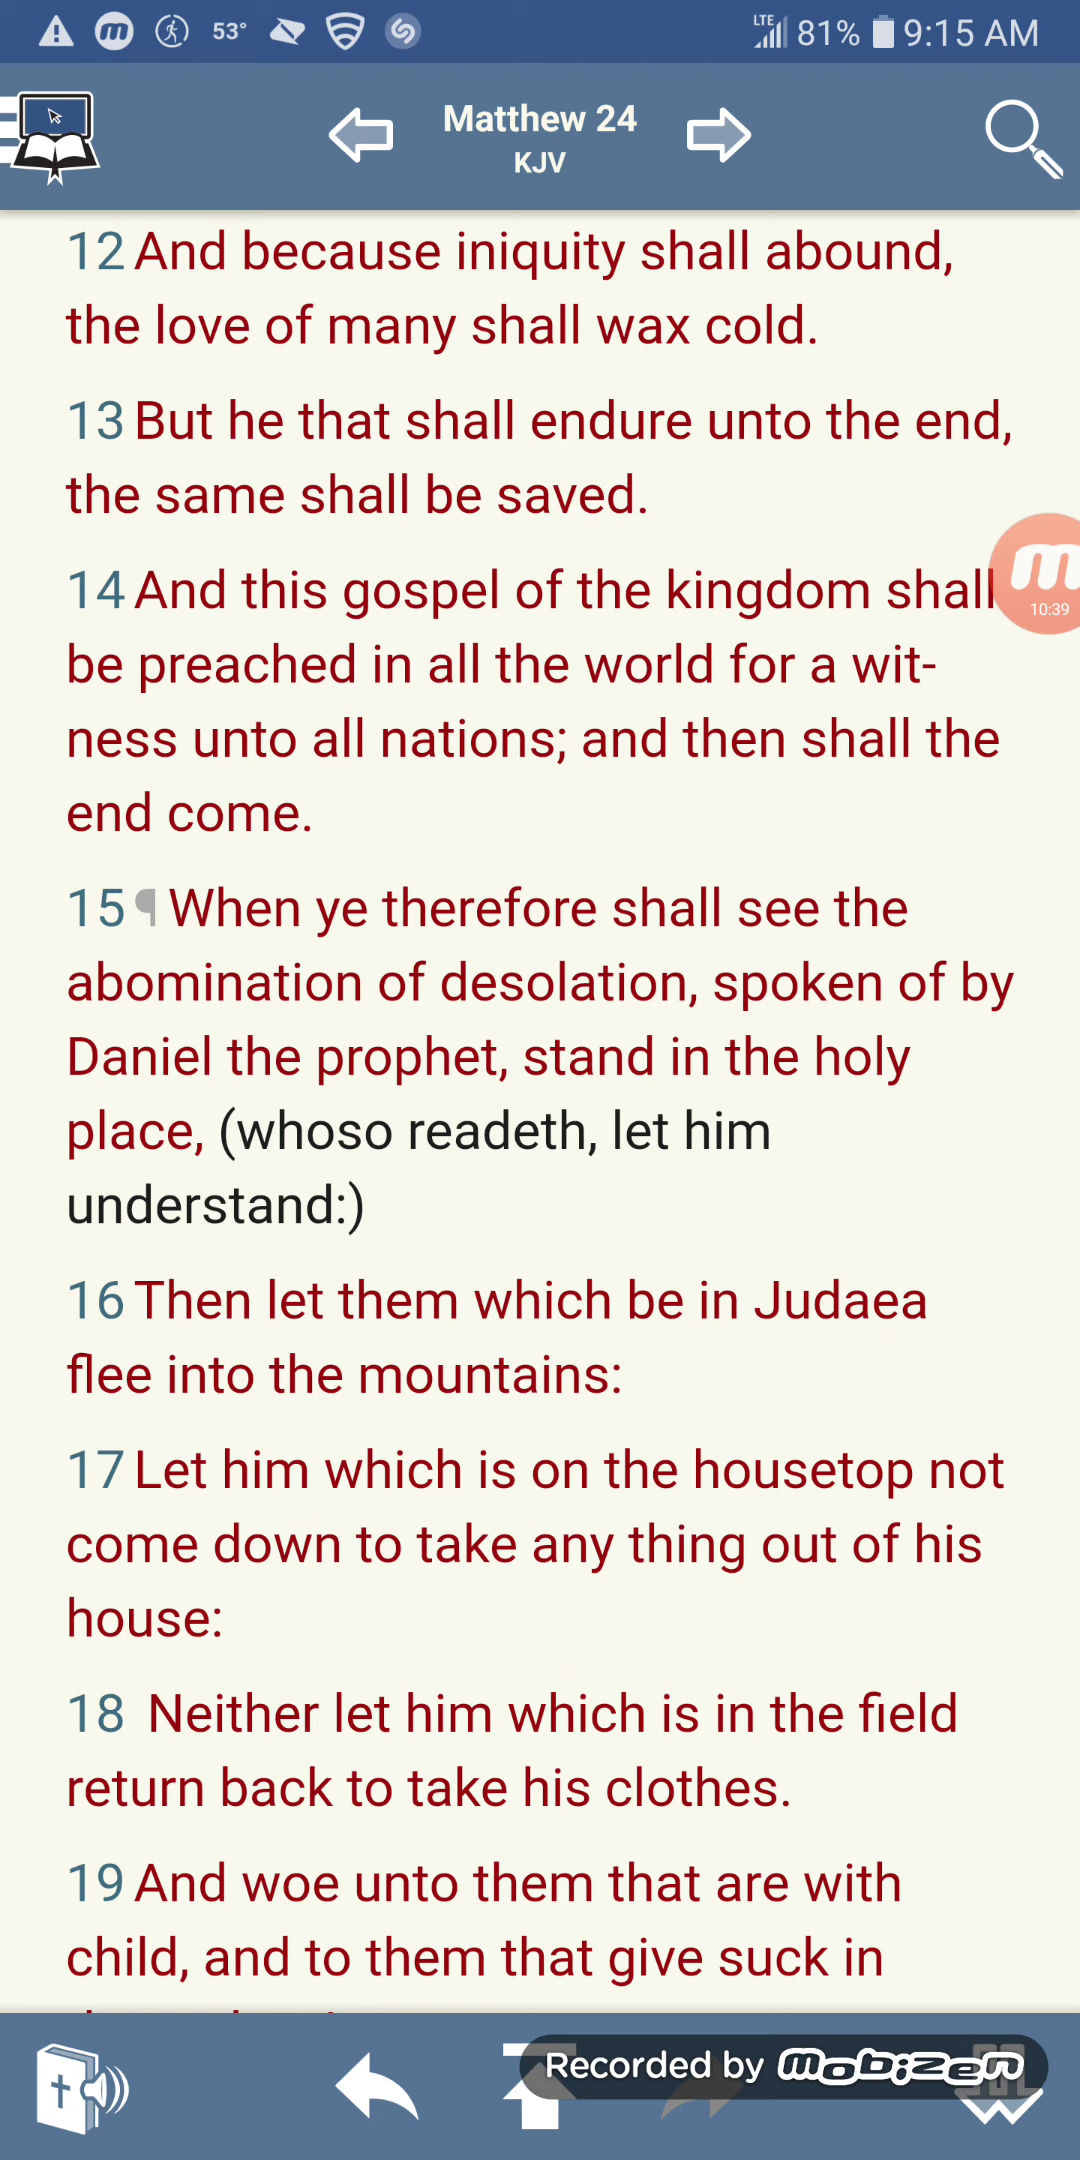 53° LTE 81% 9:15 AM
Matthew 24
KJV
12 And because iniquity shall abound,
the love of many shall wax cold.
13 But he that shall endure unto the end,
the same shall be saved.
14 And this gospel of the kingdom shall
10:39
be preached in all the world for a wit-
ness unto all nations; and then shall the
end come.
15 ¶ When ye therefore shall see the
abomination of desolation, spoken of by
Daniel the prophet, stand in the holy
place, (whoso readeth, let him
understand:)
16 Then let them which be in Judaea
flee into the mountains:
17 Let him which is on the housetop not
come down to take any thing out of his
house:
18 Neither let him which is in the field
return back to take his clothes.
19 And woe unto them that are with
child, and to them that give suck in
Recorded by mobizen